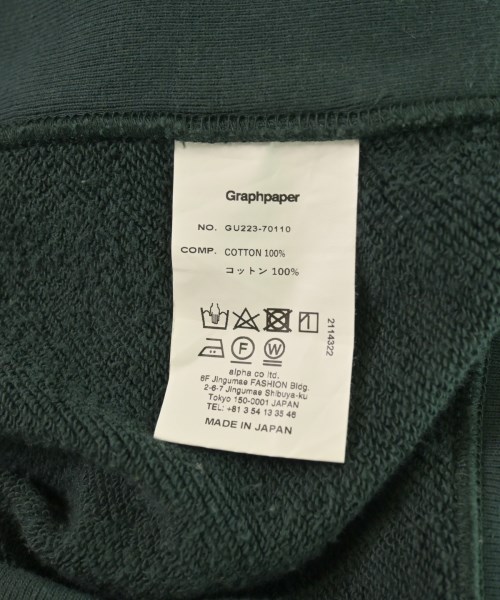 Graphpaper
NO. GU223-70110
COMP. COTTON 100%
コットン 100%
2114322
F W
alpha co ltd.
6F Jingumae FASHION Bldg.
2-6-7 Jingumae Shibuya-ku
Tokyo 150-0001 JAPAN
TEL: +81 3 54 13 35 46
MADE IN JAPAN